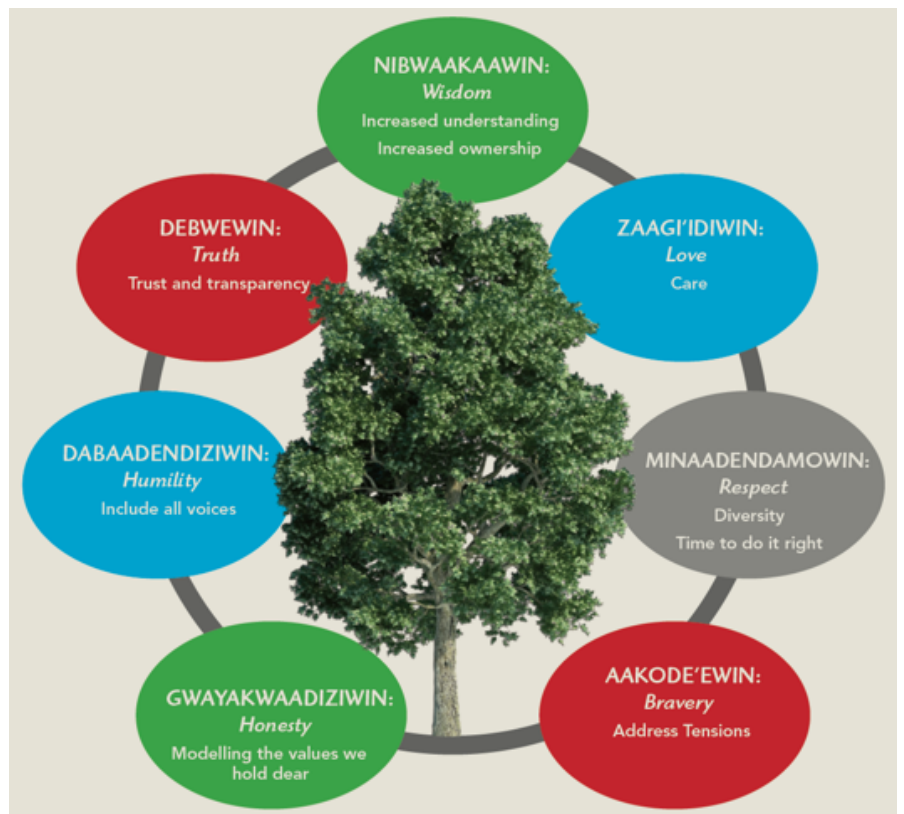 NIBWAAKAAWIN:
Wisdom
Increased understanding
Increased ownership
ZAAGI'IDIWIN:
Love
Care
MINAADENDAMOWIN:
Respect
Diversity
Time to do it right
AAKODE'EWIN:
Bravery
Address Tensions
GWAYAKWAADIZIWIN:
Honesty
Modelling the values we
hold dear
DABAADENDIZIWIN:
Humility
Include all voices
DEBWEWIN:
Truth
Trust and transparency